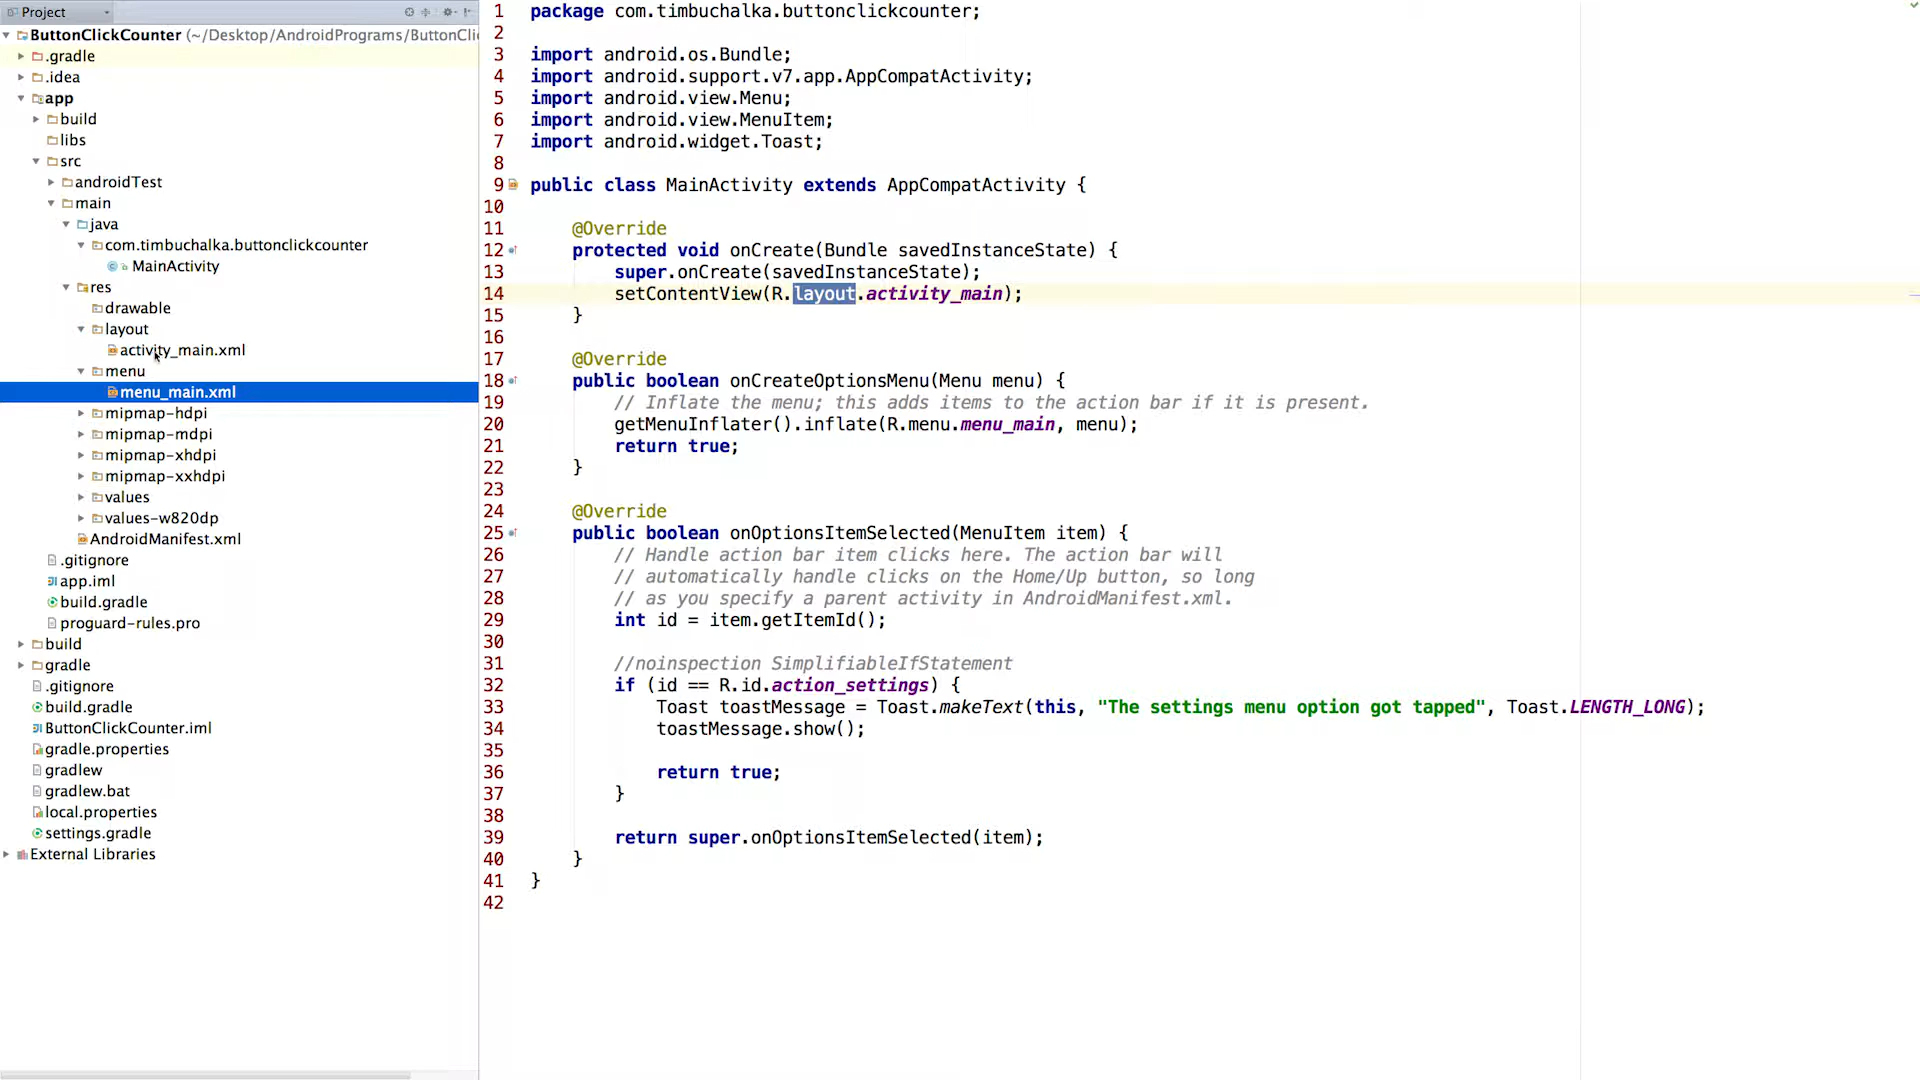 Project
ButtonClickCounter (~/Desktop/AndroidPrograms/ButtonCli
.gradle
.idea
app
build
libs
src
androidTest
main
java
com.timbuchalka.buttonclickcounter
MainActivity
res
drawable
layout
activity_main.xml
menu
menu_main.xml
mipmap-hdpi
mipmap-mdpi
mipmap-xhdpi
mipmap-xxhdpi
values
values-w820dp
AndroidManifest.xml
.gitignore
app.iml
build.gradle
proguard-rules.pro
build
gradle
.gitignore
build.gradle
ButtonClickCounter.iml
gradle.properties
gradlew
gradlew.bat
local.properties
settings.gradle
External Libraries
1 package com.timbuchalka.buttonclickcounter;
2
3 import android.os.Bundle;
4 import android.support.v7.app.AppCompatActivity;
5 import android.view.Menu;
6 import android.view.MenuItem;
7 import android.widget.Toast;
8
9 public class MainActivity extends AppCompatActivity {
10
11 @Override
12 protected void onCreate(Bundle savedInstanceState) {
13 super.onCreate(savedInstanceState);
14 setContentView(R.layout.activity_main);
15 }
16
17 @Override
18 public boolean onCreateOptionsMenu(Menu menu) {
19 // Inflate the menu; this adds items to the action bar if it is present.
20 getMenuInflater().inflate(R.menu.menu_main, menu);
21 return true;
22 }
23
24 @Override
25 public boolean onOptionsItemSelected(MenuItem item) {
26 // Handle action bar item clicks here. The action bar will
27 // automatically handle clicks on the Home/Up button, so long
28 // as you specify a parent activity in AndroidManifest.xml.
29 int id = item.getItemId();
30
31 //noinspection SimplifiableIfStatement
32 if (id == R.id.action_settings) {
33 Toast toastMessage = Toast.makeText(this, "The settings menu option got tapped", Toast.LENGTH_LONG);
34 toastMessage.show();
35
36 return true;
37 }
38
39 return super.onOptionsItemSelected(item);
40 }
41 }
42